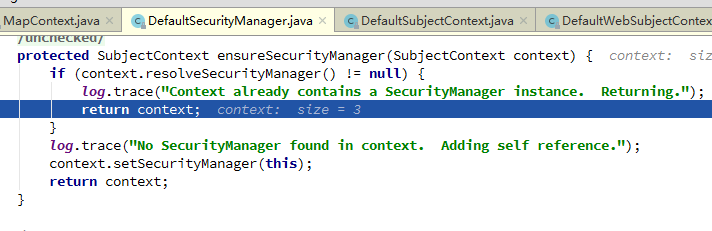 MapContext.java × DefaultSecurityManager.java × DefaultSubjectContext.java × DefaultWebSubjectContex
/unchecked/
protected SubjectContext ensureSecurityManager(SubjectContext context) { context: siz
if (context.resolveSecurityManager() != null) {
log.trace("Context already contains a SecurityManager instance.  Returning.");
return context; context: size = 3
}
log.trace("No SecurityManager found in context.  Adding self reference.");
context.setSecurityManager(this);
return context;
}